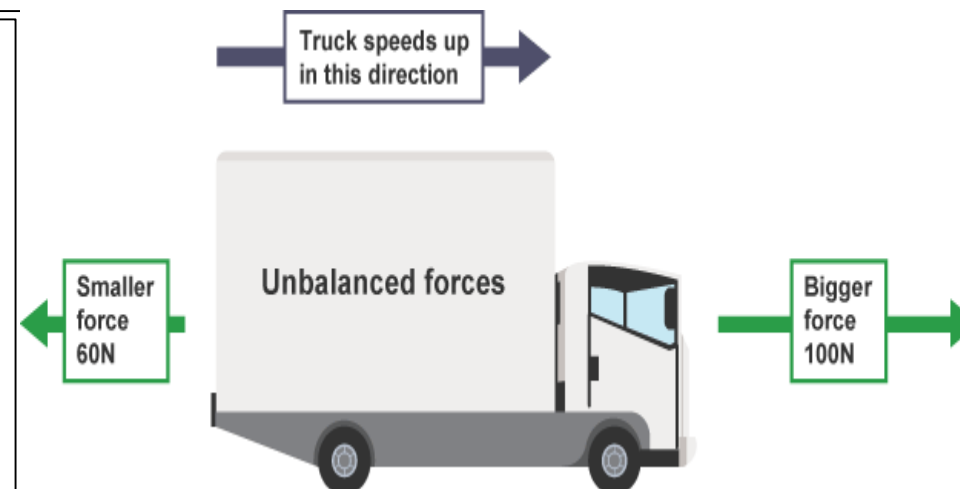 Truck speeds up
in this direction
Unbalanced forces
Smaller
force
60N
Bigger
force
100N